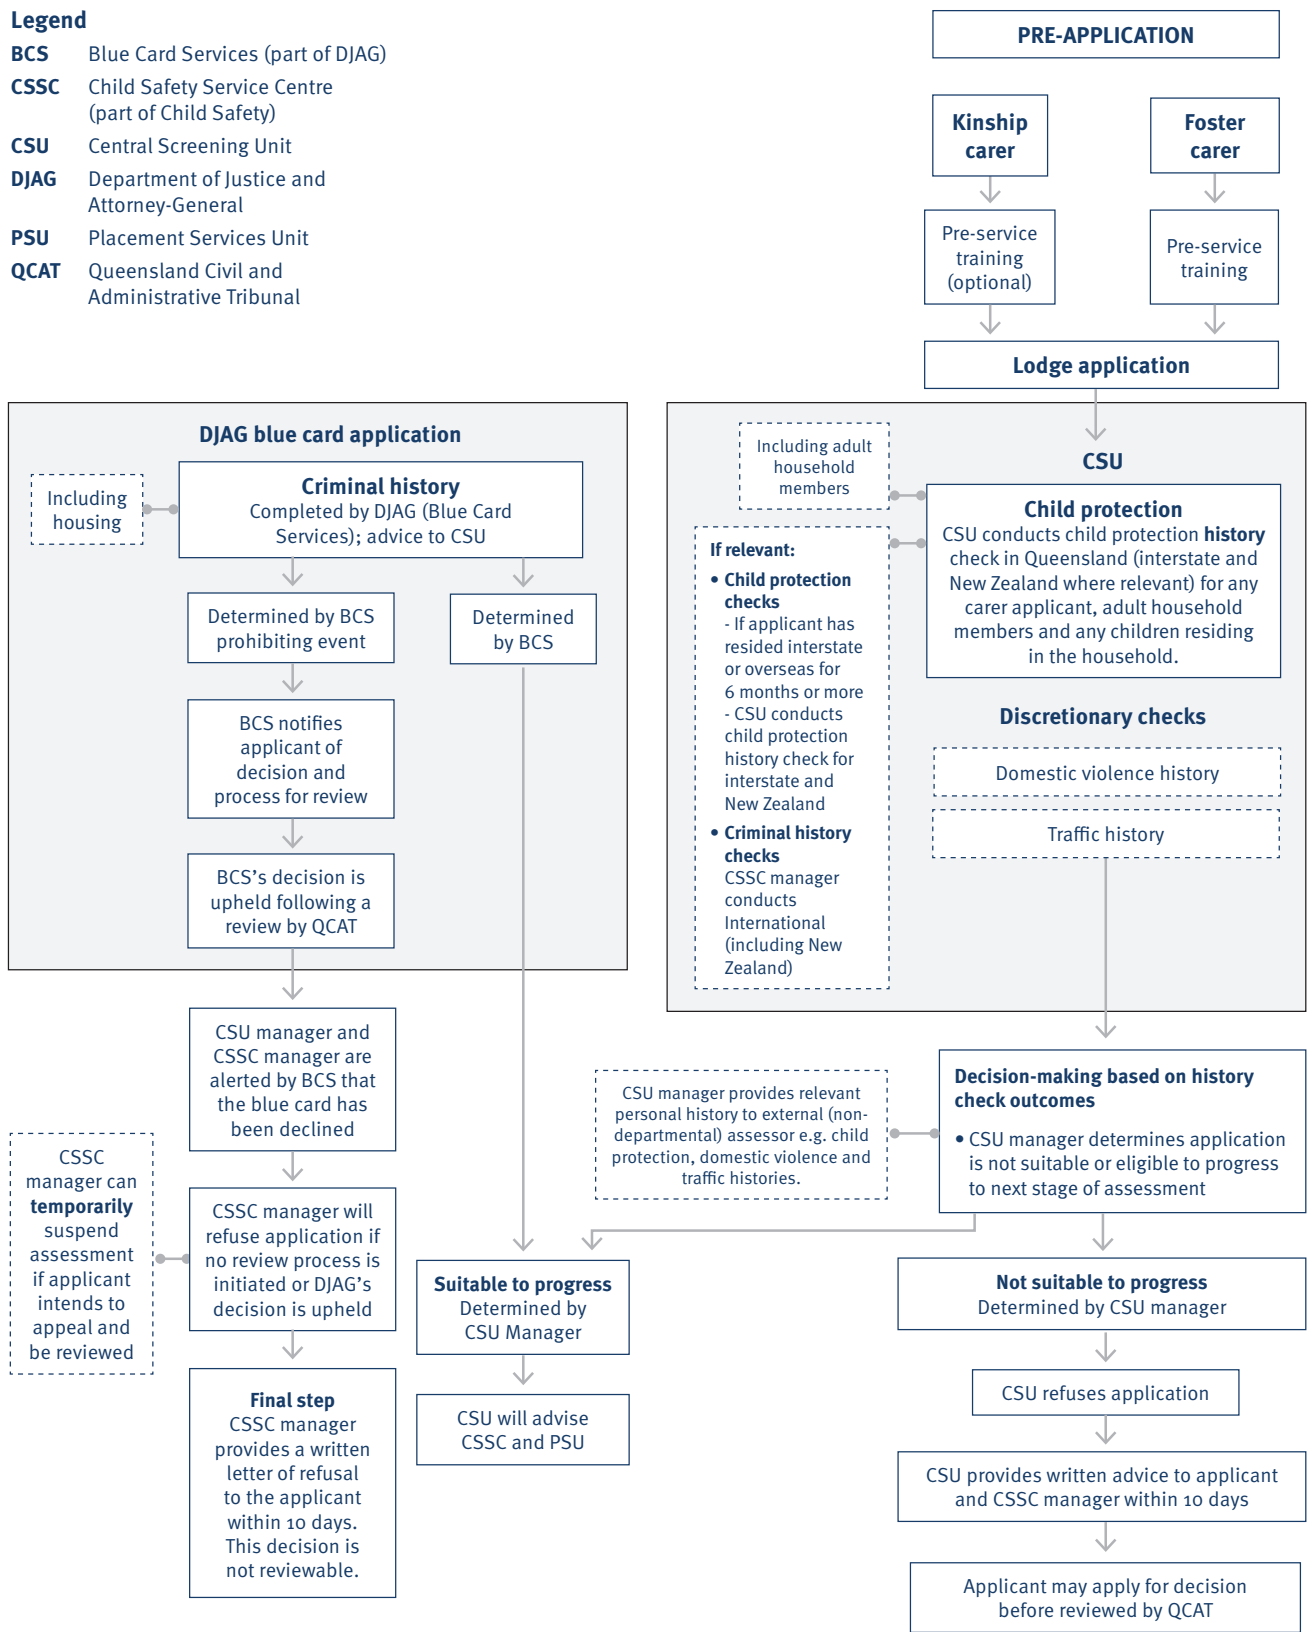 Legend
BCS Blue Card Services (part of DJAG)
CSSC Child Safety Service Centre
(part of Child Safety)
CSU Central Screening Unit
DJAG Department of Justice and
Attorney-General
PSU Placement Services Unit
QCAT Queensland Civil and
Administrative Tribunal
PRE-APPLICATION
Kinship
carer
Foster
carer
Pre-service
training
(optional)
Pre-service
training
Lodge application
DJAG blue card application
Including
housing
Criminal history
Completed by DJAG (Blue Card
Services); advice to CSU
Determined by BCS
prohibiting event
Determined
by BCS
BCS notifies
applicant of
decision and
process for review
BCS's decision is
upheld following a
review by QCAT
CSU manager and
CSSC manager are
alerted by BCS that
the blue card has
been declined
CSSC
manager can
temporarily
suspend
assessment
if applicant
intends to
appeal and
be reviewed
CSSC manager will
refuse application if
no review process is
initiated or DJAG's
decision is upheld
Final step
CSSC manager
provides a written
letter of refusal
to the applicant
within 10 days.
This decision is
not reviewable.
Including adult
household
members
CSU
Child protection
CSU conducts child protection history
check in Queensland (interstate and
New Zealand where relevant) for any
carer applicant, adult household
members and any children residing
in the household.
If relevant:
• Child protection
checks
- If applicant has
resided interstate
or overseas for
6 months or more
- CSU conducts
child protection
history check for
interstate and
New Zealand
• Criminal history
checks
CSSC manager
conducts
International
(including New
Zealand)
Discretionary checks
Domestic violence history
Traffic history
CSU manager provides relevant
personal history to external (non-
departmental) assessor e.g. child
protection, domestic violence and
traffic histories.
Decision-making based on history
check outcomes
• CSU manager determines application
is not suitable or eligible to progress
to next stage of assessment
Suitable to progress
Determined by
CSU Manager
CSU will advise
CSSC and PSU
Not suitable to progress
Determined by CSU manager
CSU refuses application
CSU provides written advice to applicant
and CSSC manager within 10 days
Applicant may apply for decision
before reviewed by QCAT